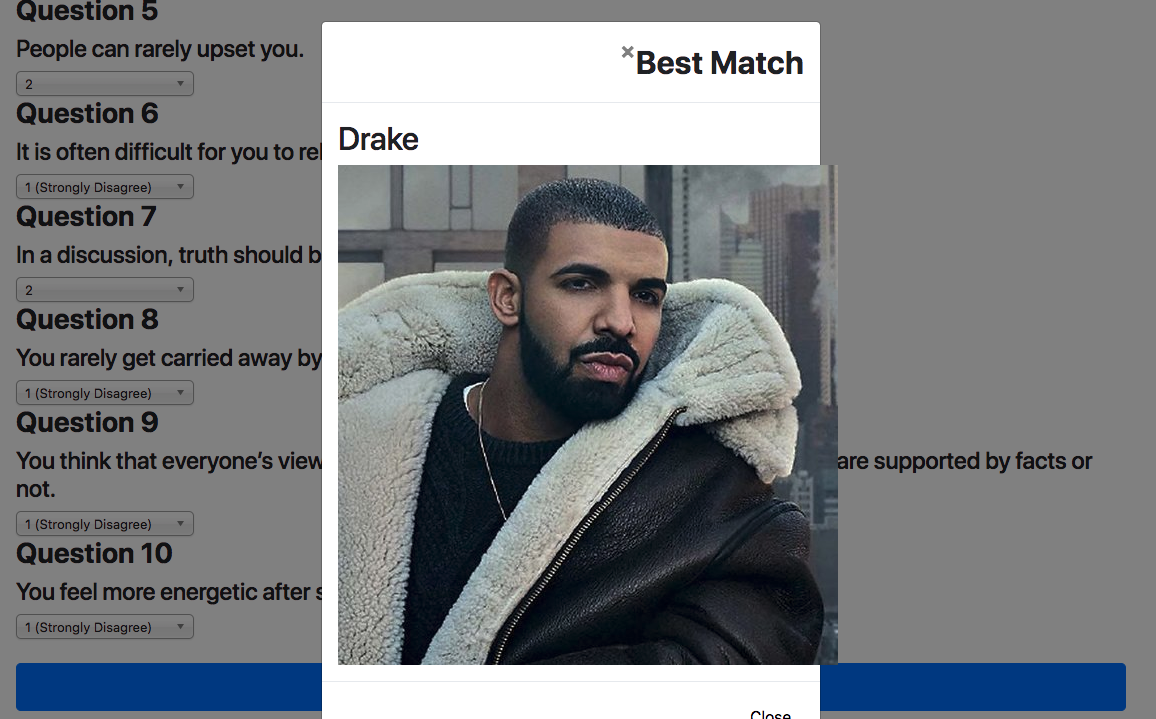 Question 5
People can rarely upset you.
2
Question 6
It is often difficult for you to
1 (Strongly Disagree)
Question 7
In a discussion, truth should
2
Question 8
You rarely get carried away by
1 (Strongly Disagree)
Question 9
You think that everyone’s view are supported by facts or
not.
1 (Strongly Disagree)
Question 10
You feel more energetic after
1 (Strongly Disagree)
×Best Match
Drake
Close